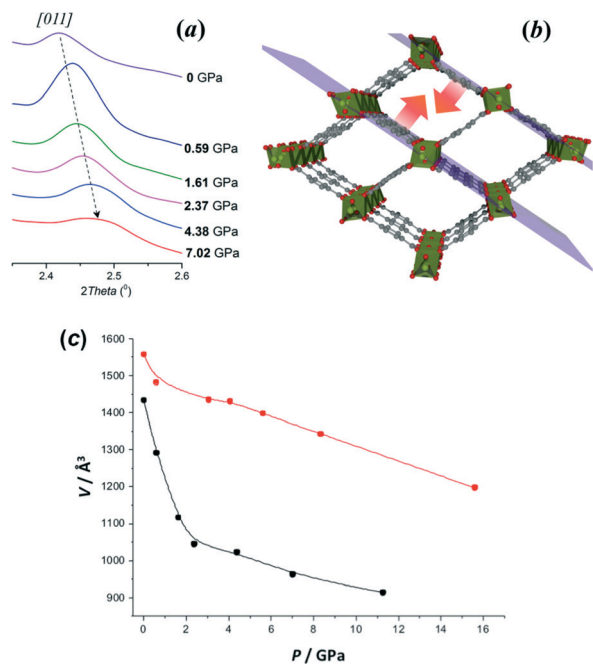 [011]
(a)
0 GPa
0.59 GPa
1.61 GPa
2.37 GPa
4.38 GPa
7.02 GPa
2.4 2.5 2.6
2Theta (⁰)
(b)
(c)
1600
1500
1400
1300
1200
1100
1000
900
V / Å³
0 2 4 6 8 10 12 14 16
P / GPa